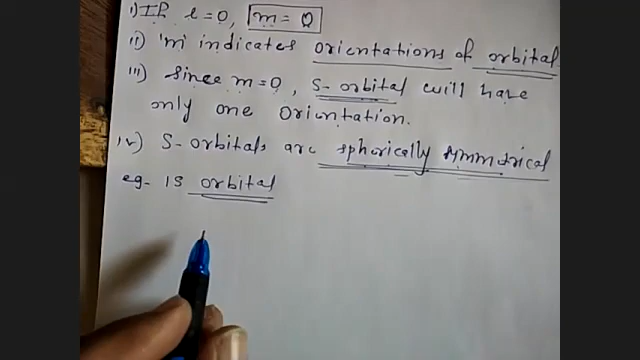 i) If l = 0, m = 0
ii) 'm' indicates orientations of orbital
iii) Since m = 0, S-orbital will have
only one orientation.
iv) S-orbitals are spherically symmetrical
eg- 1S orbital